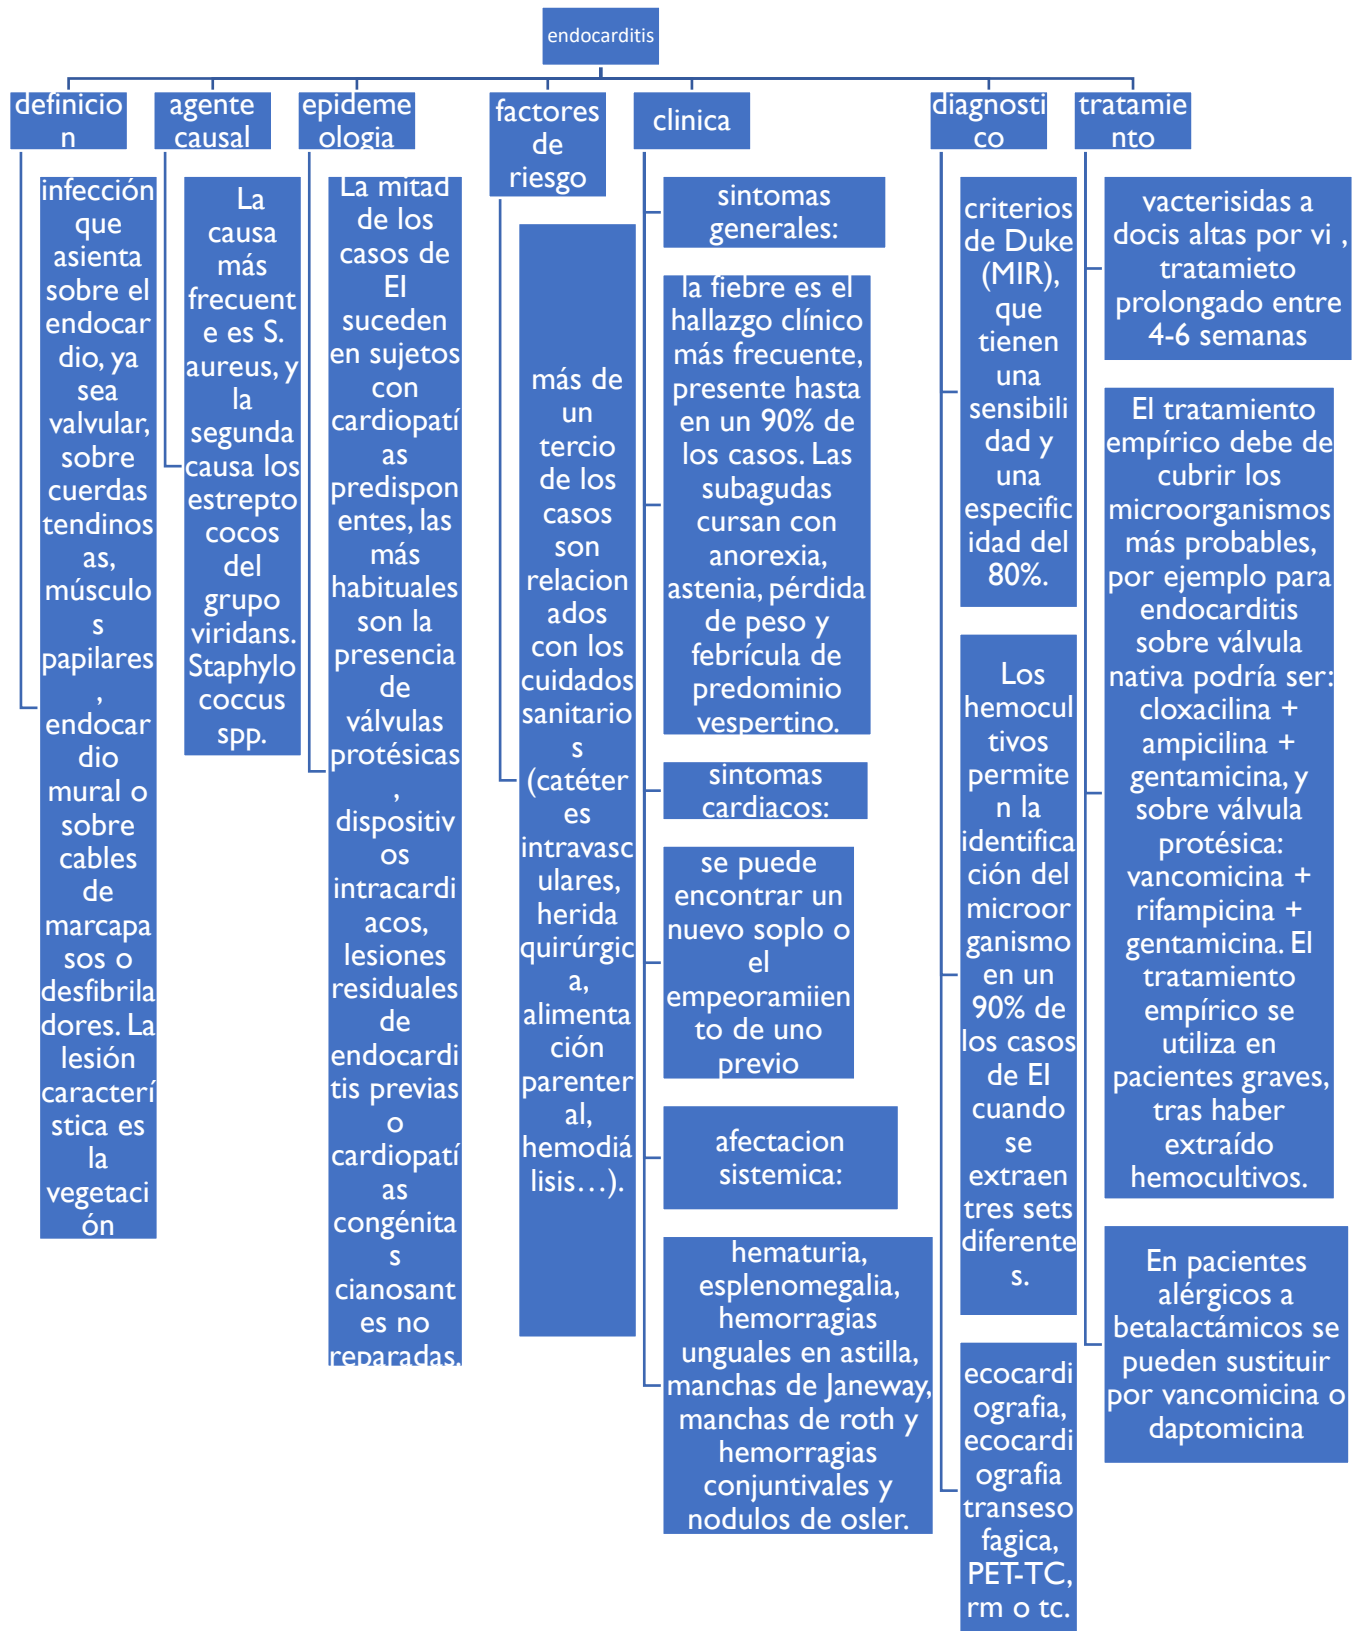 endocarditis
definicio
n
infección
que
asienta
sobre el
endocar
dio, ya
sea
valvular,
sobre
cuerdas
tendinos
as,
músculo
s
papilares
,
endocar
dio
mural o
sobre
cables
de
marcapa
sos o
desfibrila
dores. La
lesión
caracterí
stica es
la
vegetaci
ón
agente
causal
La
causa
más
frecuent
e es S.
aureus, y
la
segunda
causa los
estrepto
cocos
del
grupo
viridans.
Staphylo
coccus
spp.
epideme
ologia
La mitad
de los
casos de
EI
suceden
en sujetos
con
cardiopatí
as
predispon
entes, las
más
habituales
son la
presencia
de
válvulas
protésicas
,
dispositiv
os
intracardi
acos,
lesiones
residuales
de
endocardi
tis previas
o
cardiopatí
as
congénita
s
cianosant
es no
reparadas.
factores
de
riesgo
más de
un
tercio
de los
casos
son
relacion
ados
con los
cuidados
sanitario
s
(catéter
es
intravasc
ulares,
herida
quirúrgic
a,
alimenta
ción
parenter
al,
hemodiá
lisis…).
clinica
sintomas
generales:
la fiebre es el
hallazgo clínico
más frecuente,
presente hasta
en un 90% de
los casos. Las
subagudas
cursan con
anorexia,
astenia, pérdida
de peso y
febrícula de
predominio
vespertino.
sintomas
cardiacos:
se puede
encontrar un
nuevo soplo o
el
empeoramiien
to de uno
previo
afectacion
sistemica:
hematuria,
esplenomegalia,
hemorragias
unguales en astilla,
manchas de Janeway,
manchas de roth y
hemorragias
conjuntivales y
nodulos de osler.
diagnosti
co
criterios
de Duke
(MIR),
que
tienen
una
sensibili
dad y
una
especific
idad del
80%.
Los
hemocul
tivos
permite
n la
identifica
ción del
microor
ganismo
en un
90% de
los casos
de EI
cuando
se
extraen
tres sets
diferente
s.
ecocardi
ografia,
ecocardi
ografia
transeso
fagica,
PET-TC,
rm o tc.
tratamie
nto
vacterisidas a
docis altas por vi ,
tratamieto
prolongado entre
4-6 semanas
El tratamiento
empírico debe de
cubrir los
microorganismos
más probables,
por ejemplo para
endocarditis
sobre válvula
nativa podría ser:
cloxacilina +
ampicilina +
gentamicina, y
sobre válvula
protésica:
vancomicina +
rifampicina +
gentamicina. El
tratamiento
empírico se
utiliza en
pacientes graves,
tras haber
extraído
hemocultivos.
En pacientes
alérgicos a
betalactámicos se
pueden sustituir
por vancomicina o
daptomicina